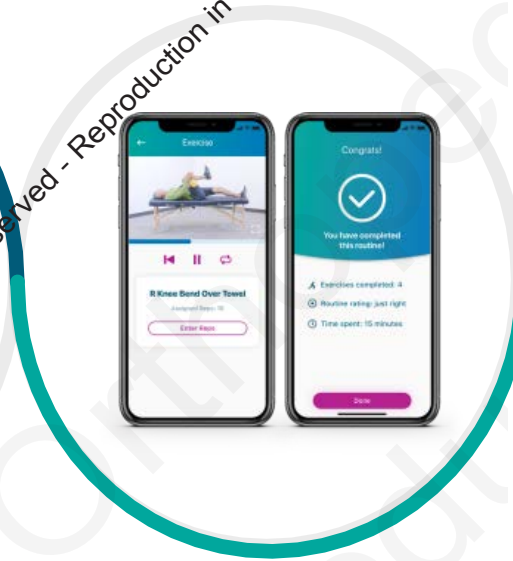 served - Reproduction in
Exercise
R Knee Bend Over Towel
Assigned Reps: 10
Enter Reps
Congrats!
You have completed
this routine!
Exercises completed: 4
Routine rating: just right
Time spent: 15 minutes
Done